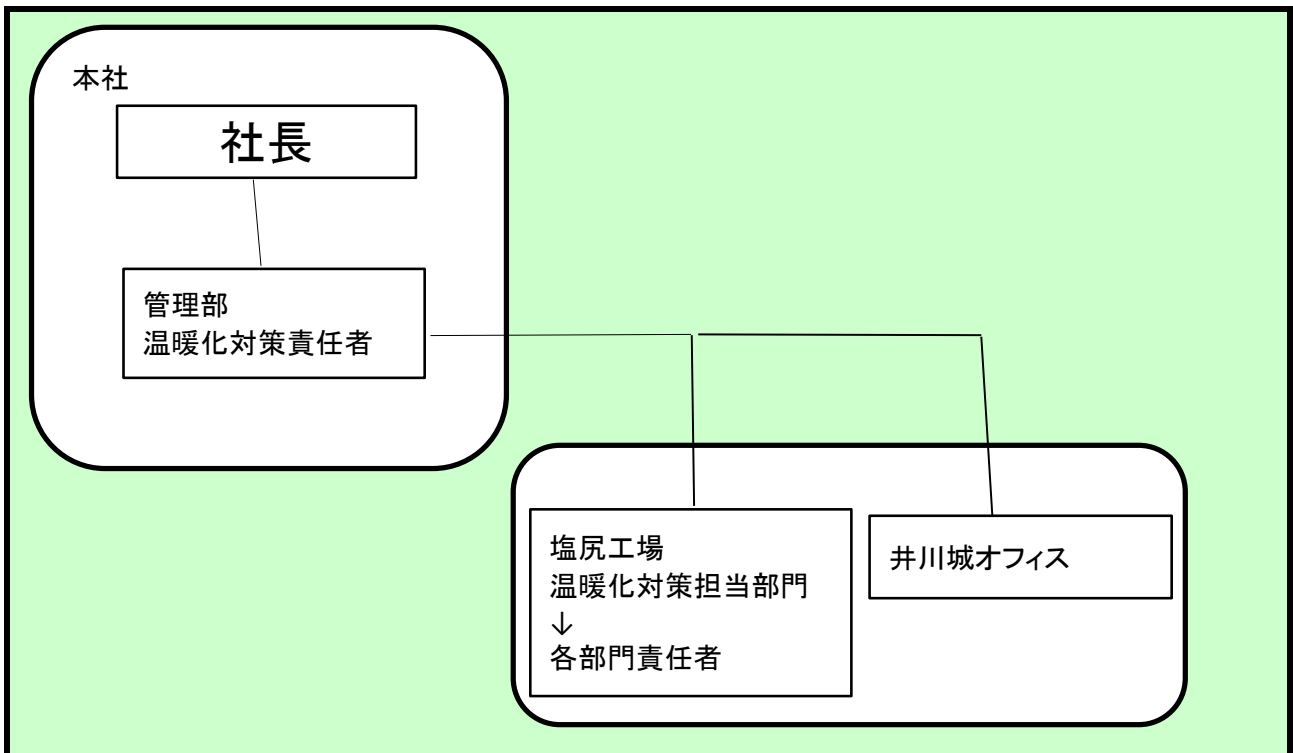 本社
社長
管理部
温暖化対策責任者
塩尻工場
温暖化対策担当部門
↓
各部門責任者
井川城オフィス